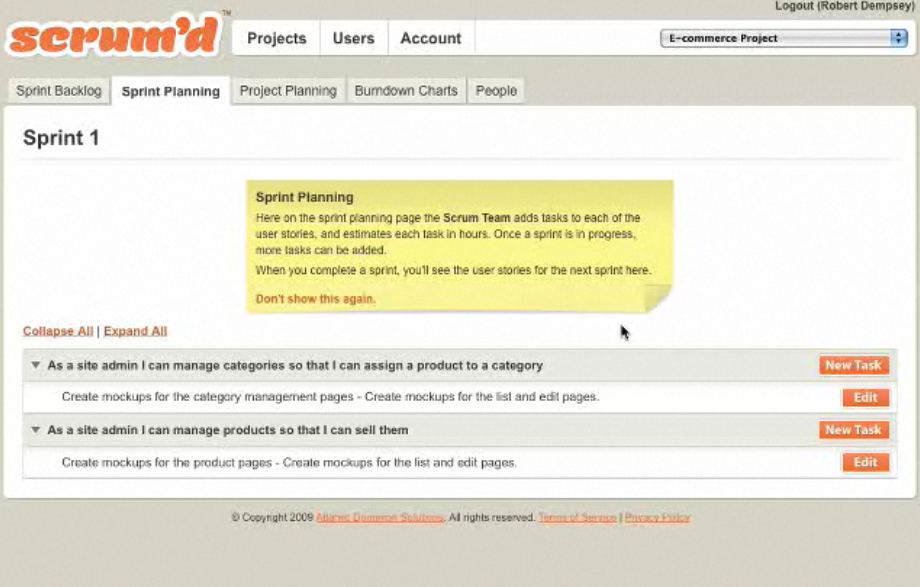 Logout (Robert Dempsey)
scrum'd ™
Projects Users Account
E-commerce Project
Sprint Backlog Sprint Planning Project Planning Burndown Charts People
Sprint 1
Sprint Planning
Here on the sprint planning page the Scrum Team adds tasks to each of the
user stories, and estimates each task in hours. Once a sprint is in progress,
more tasks can be added.
When you complete a sprint, you'll see the user stories for the next sprint here.
Don't show this again.
Collapse All | Expand All
As a site admin I can manage categories so that I can assign a product to a category New Task
Create mockups for the category management pages - Create mockups for the list and edit pages. Edit
As a site admin I can manage products so that I can sell them New Task
Create mockups for the product pages - Create mockups for the list and edit pages. Edit
© Copyright 2009 Atlantic Dominion Solutions. All rights reserved. Terms of Service | Privacy Policy